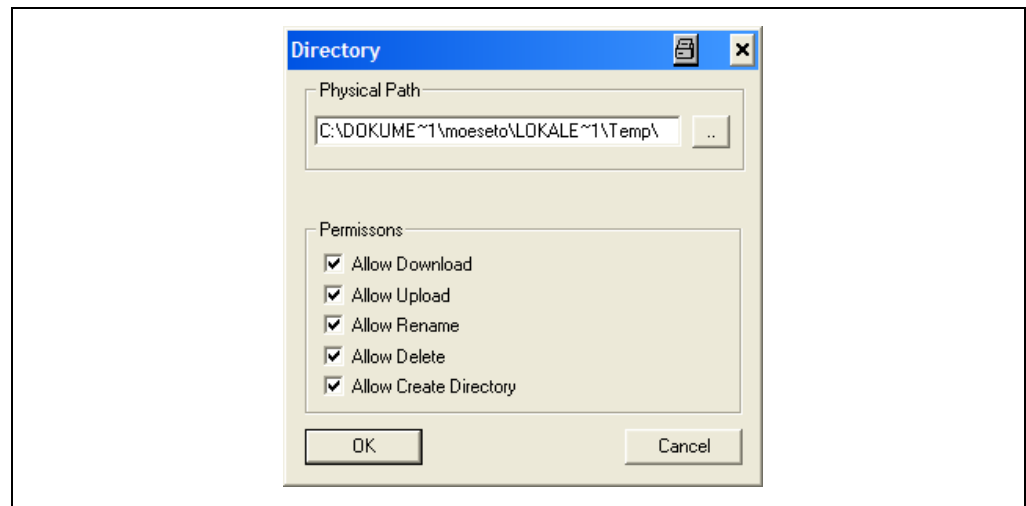 Directory
Physical Path
C:\DOKUME~1\moeseto\LOKALE~1\Temp\
..
Permissons
Allow Download
Allow Upload
Allow Rename
Allow Delete
Allow Create Directory
OK Cancel